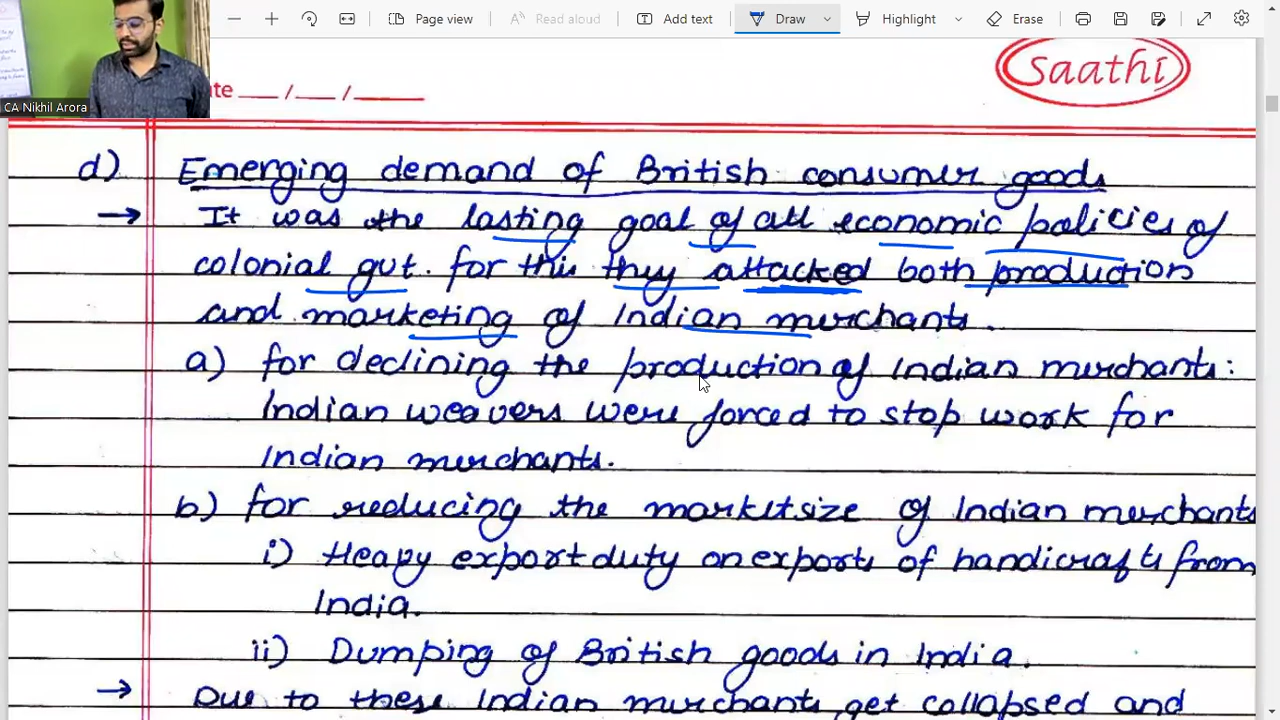 Page view
Read aloud
Add text
Draw
Highlight
Erase
CA Nikhil Arora
ate __/__/____
Saathi
d) Emerging demand of British consumer goods
→ It was the lasting goal of all economic policies of
colonial gvt. for this they attacked both production
and marketing of Indian merchants.
a) for declining the production of Indian merchants:
Indian weavers were forced to stop work for
Indian merchants.
b) for reducing the market size of Indian merchants
i) Heapy export duty on exports of handicrafts from
India.
ii) Dumping of British goods in India.
→ Due to these Indian merchants get collapsed and